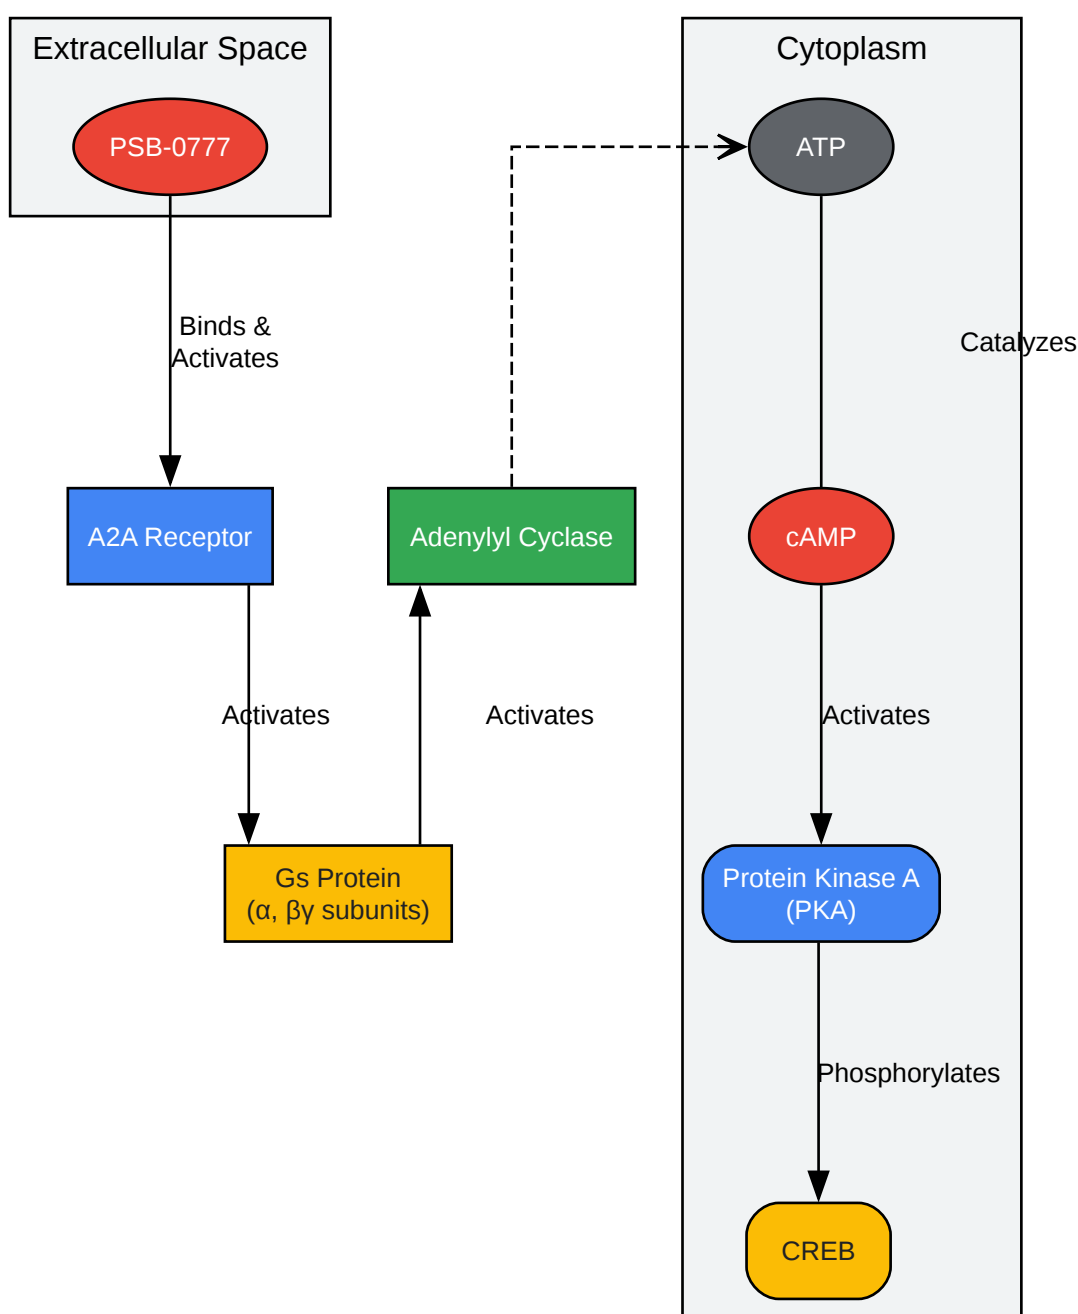 Extracellular Space
Cytoplasm
PSB-0777
ATP
Binds &
Activates
Catalyzes
A2A Receptor
Adenylyl Cyclase
cAMP
Activates
Activates
Activates
Gs Protein
(α, βγ subunits)
Protein Kinase A
(PKA)
Phosphorylates
CREB